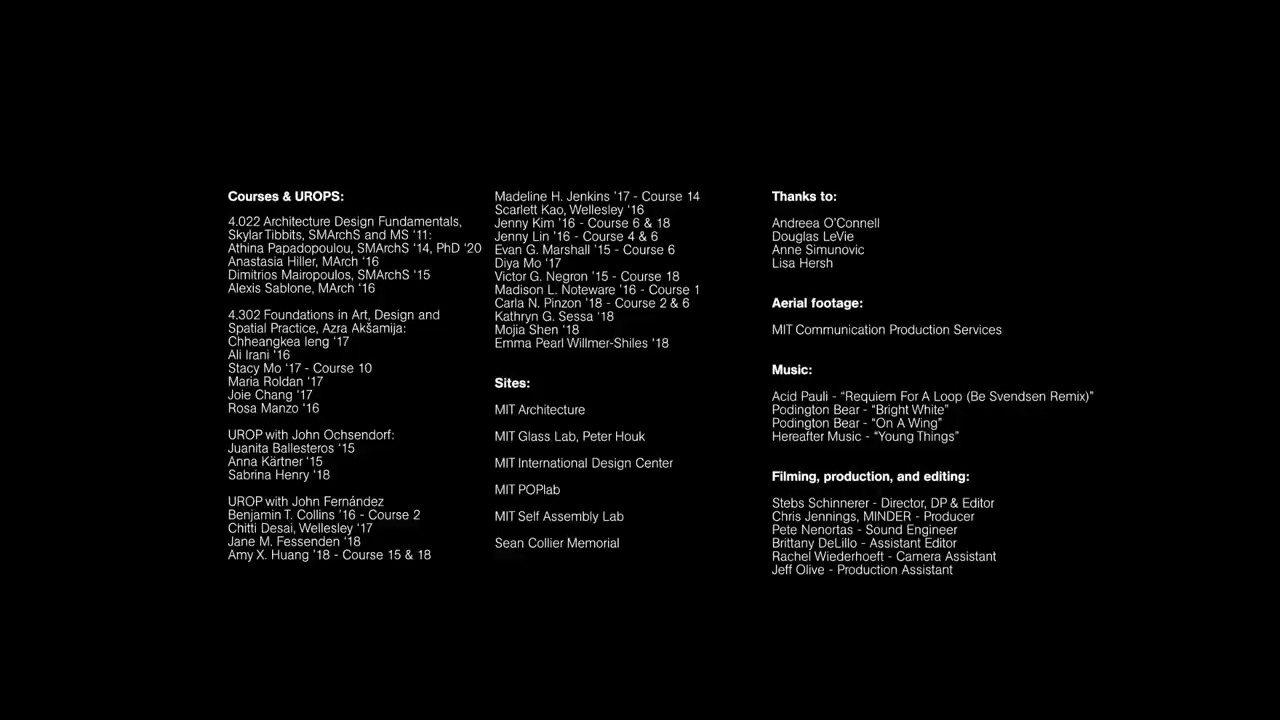 Courses & UROPS:
4.022 Architecture Design Fundamentals,
Skylar Tibbits, SMArchS and MS ‘11:
Athina Papadopoulou, SMArchS ‘14, PhD ‘20
Anastasia Hiller, MArch ‘16
Dimitrios Mairopoulos, SMArchS ‘15
Alexis Sablone, MArch ‘16
4.302 Foundations in Art, Design and
Spatial Practice, Azra Akšamija:
Chheangkea Ieng ‘17
Ali Irani ‘16
Stacy Mo ‘17 - Course 10
Maria Roldan ‘17
Joie Chang ‘17
Rosa Manzo ‘16
UROP with John Ochsendorf:
Juanita Ballesteros ‘15
Anna Kärtner ‘15
Sabrina Henry ‘18
UROP with John Fernández
Benjamin T. Collins ‘16 - Course 2
Chitti Desai, Wellesley ‘17
Jane M. Fessenden ‘18
Amy X. Huang ‘18 - Course 15 & 18
Madeline H. Jenkins ‘17 - Course 14
Scarlett Kao, Wellesley ‘16
Jenny Kim ‘16 - Course 6 & 18
Jenny Lin ‘16 - Course 4 & 6
Evan G. Marshall ‘15 - Course 6
Diya Mo ‘17
Victor G. Negron ‘15 - Course 18
Madison L. Noteware ‘16 - Course 1
Carla N. Pinzon ‘18 - Course 2 & 6
Kathryn G. Sessa ‘18
Mojia Shen ‘18
Emma Pearl Willmer-Shiles ‘18
Sites:
MIT Architecture
MIT Glass Lab, Peter Houk
MIT International Design Center
MIT POPlab
MIT Self Assembly Lab
Sean Collier Memorial
Thanks to:
Andreea O’Connell
Douglas LeVie
Anne Simunovic
Lisa Hersh
Aerial footage:
MIT Communication Production Services
Music:
Acid Pauli - “Requiem For A Loop (Be Svendsen Remix)”
Podington Bear - “Bright White”
Podington Bear - “On A Wing”
Hereafter Music - “Young Things”
Filming, production, and editing:
Stebs Schinnerer - Director, DP & Editor
Chris Jennings, MINDER - Producer
Pete Nenortas - Sound Engineer
Brittany DeLillo - Assistant Editor
Rachel Wiederhoeft - Camera Assistant
Jeff Olive - Production Assistant